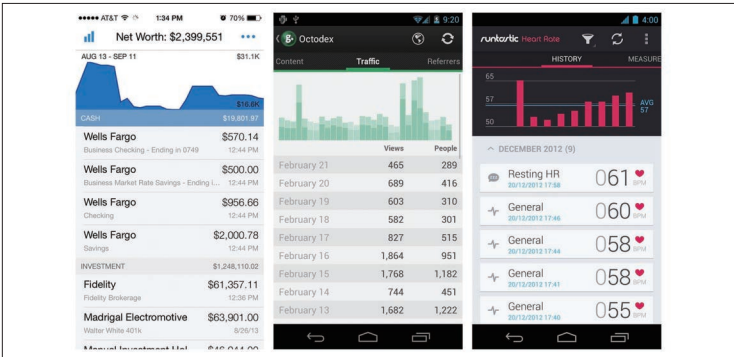 AT&T 1:34 PM 70%
Net Worth: $2,399,551
AUG 13 - SEP 11 $31.1K
$16.6K
CASH $19,801.97
Wells Fargo $570.14
Business Checking - Ending in 0749 12:44 PM
Wells Fargo $500.00
Business Market Rate Savings - Ending i... 12:44 PM
Wells Fargo $956.66
Checking 12:44 PM
Wells Fargo $2,000.78
Savings 12:44 PM
INVESTMENT $1,248,110.02
Fidelity $61,357.11
Fidelity Brokerage 12:36 PM
Madrigal Electromotive $63,901.00
Walter White 401k 8/26/13
9:20
Octodex
Content Traffic Referrers
Views People
February 21 465 289
February 20 689 416
February 19 603 310
February 18 582 301
February 17 827 515
February 16 1,864 951
February 15 1,768 1,182
February 14 744 451
February 13 1,682 1,222
4:00
runtastic Heart Rate
HISTORY MEASURE
65
57
50
AVG
57
DECEMBER 2012 (9)
Resting HR 061 BPM
20/12/2012 17:58
General 060 BPM
20/12/2012 17:46
General 058 BPM
20/12/2012 17:44
General 058 BPM
20/12/2012 17:41
General 055 BPM
20/12/2012 17:40